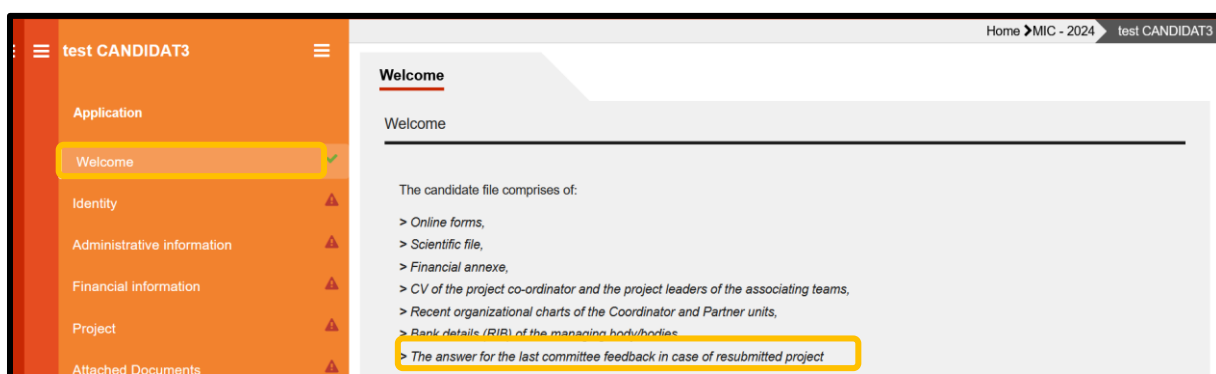 Home ❯MIC - 2024 test CANDIDAT3
test CANDIDAT3
Welcome
Application
Welcome
Welcome
The candidate file comprises of:
Identity
> Online forms,
Administrative information
> Scientific file,
> Financial annexe,
Financial information
> CV of the project co-ordinator and the project leaders of the associating teams,
> Recent organizational charts of the Coordinator and Partner units,
Project
> Bank details (RIB) of the managing body/bodies
> The answer for the last committee feedback in case of resubmitted project
Attached Documents